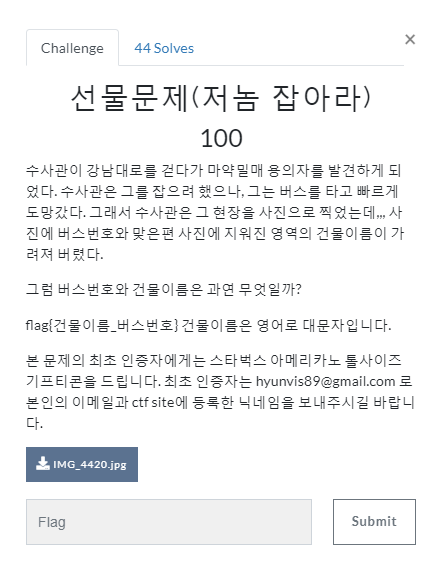 Challenge
44 Solves
×
선물문제(저놈 잡아라)
100
수사관이 강남대로를 걷다가 마약밀매 용의자를 발견하게 되
었다. 수사관은 그를 잡으려 했으나, 그는 버스를 타고 빠르게
도망갔다. 그래서 수사관은 그 현장을 사진으로 찍었는데,,, 사
진에 버스번호와 맞은편 사진에 지워진 영역의 건물이름이 가
려져 버렸다.
그럼 버스번호와 건물이름은 과연 무엇일까?
flag{건물이름_버스번호} 건물이름은 영어로 대문자입니다.
본 문제의 최초 인증자에게는 스타벅스 아메리카노 톨사이즈
기프티콘을 드립니다. 최초 인증자는 hyunvis89@gmail.com 로
본인의 이메일과 ctf site에 등록한 닉네임을 보내주시길 바랍니
다.
IMG_4420.jpg
Flag
Submit